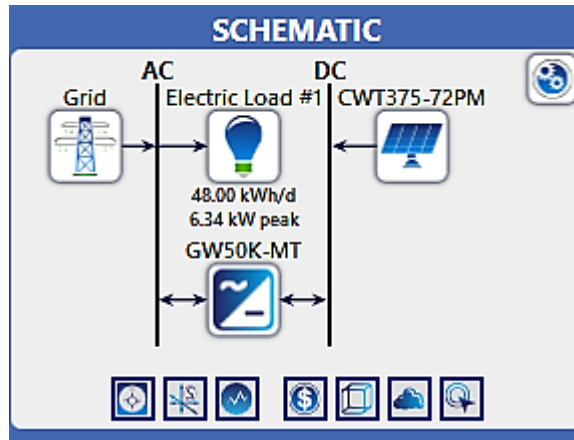 SCHEMATIC
AC DC
Grid Electric Load #1 CWT375-72PM
48.00 kWh/d
6.34 kW peak
GW50K-MT